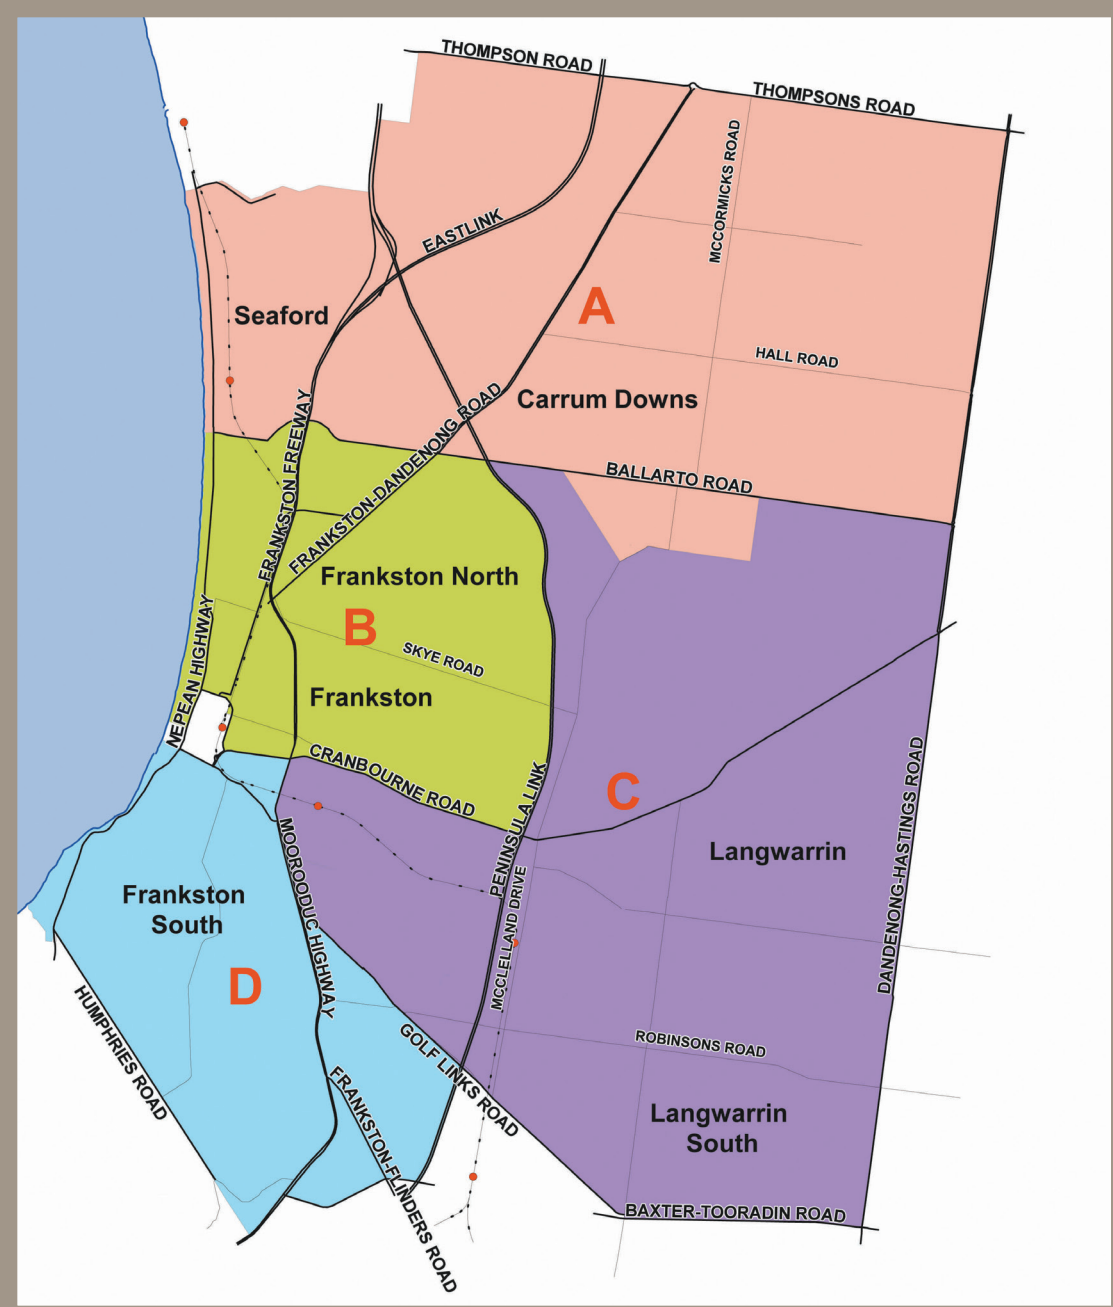 THOMPSON ROAD
THOMPSONS ROAD
MCCORMICKS ROAD
EASTLINK
A
Seaford
HALL ROAD
Carrum Downs
FRANKSTON FREEWAY
FRANKSTON-DANDENONG ROAD
BALLARTO ROAD
Frankston North
B
NEPEAN HIGHWAY
SKYE ROAD
Frankston
CRANBOURNE ROAD
PENINSULA LINK
C
Langwarrin
DANDENONG-HASTINGS ROAD
MOOROODUC HIGHWAY
MCCLELLAND DRIVE
Frankston
South
D
HUMPHRIES ROAD
GOLF LINKS ROAD
ROBINSONS ROAD
FRANKSTON-FLINDERS ROAD
Langwarrin
South
BAXTER-TOORADIN ROAD